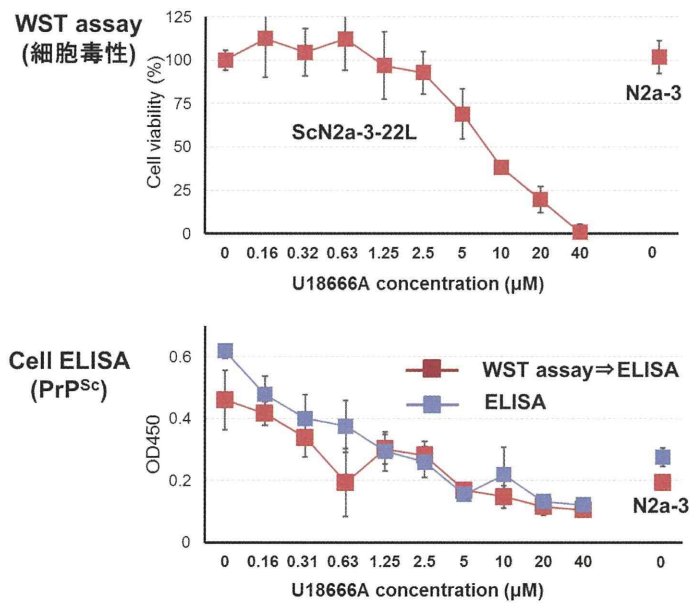 WST assay
(細胞毒性)
Cell viability (%)
125
100
75
50
25
0
ScN2a-3-22L
N2a-3
0 0.16 0.32 0.63 1.25 2.5 5 10 20 40 0
U18666A concentration (μM)
Cell ELISA
(PrPSc)
OD450
0.6
0.4
0.2
0
WST assay⇒ELISA
ELISA
N2a-3
0 0.16 0.31 0.63 1.25 2.5 5 10 20 40 0
U18666A concentration (μM)